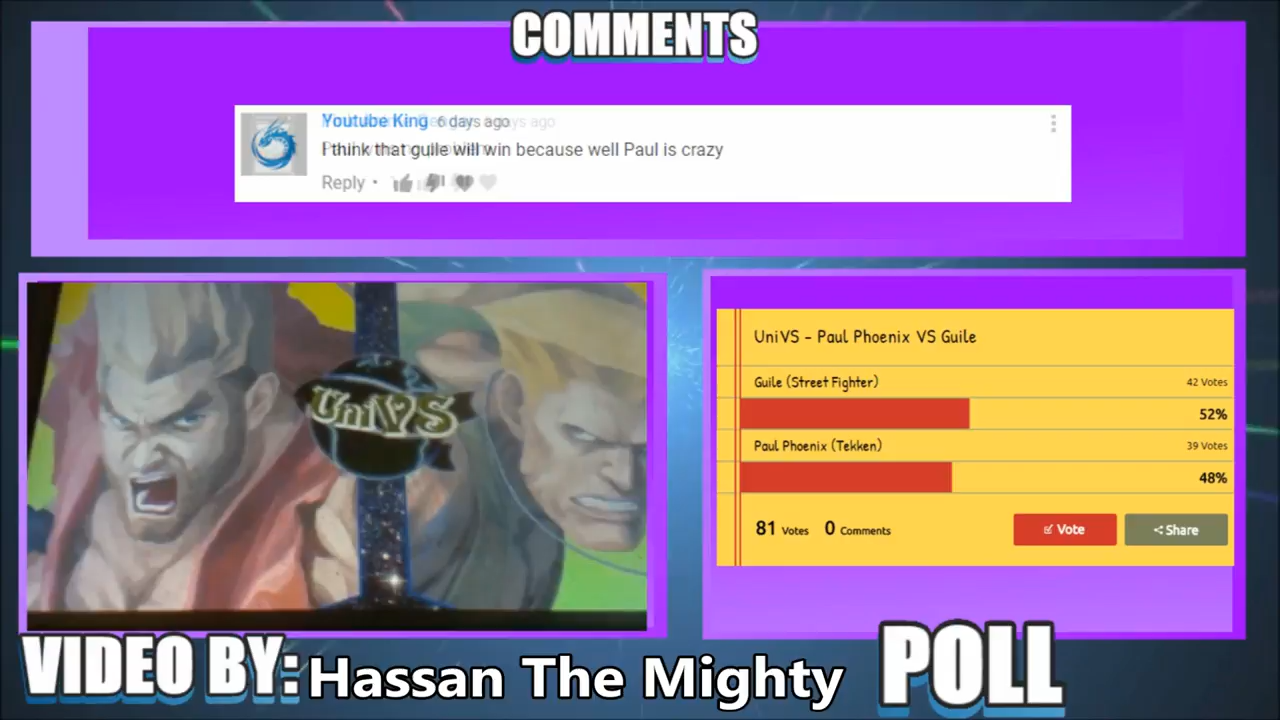 COMMENTS
Youtube King 6 days ago
I think that guile will win because well Paul is crazy
Reply
UniVS
UniVS - Paul Phoenix VS Guile
Guile (Street Fighter) 42 Votes
52%
Paul Phoenix (Tekken) 39 Votes
48%
81 Votes 0 Comments Vote Share
VIDEO BY: Hassan The Mighty
POLL